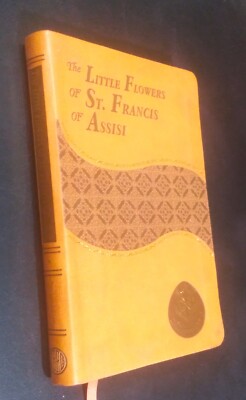 The LITTLE FLOWERS
OF ST. FRANCIS
OF ASSISI